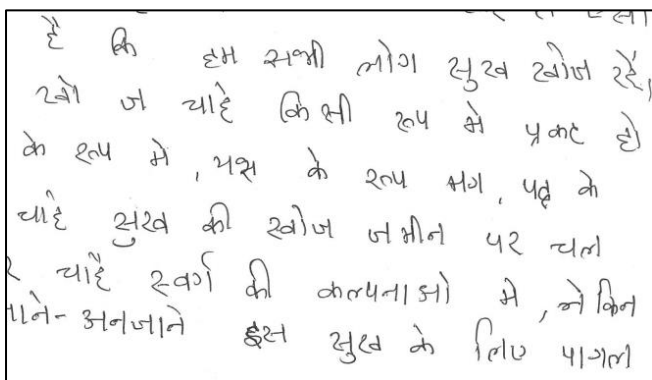 है कि हम सभी लोग सुख खोज रहें,
खो ज चाहे किसी रूप मे प्रकट हो
के रूप मे, यश के रूप मग, पद के
चाहे सुख की खोज जमीन पर चल
चाहै स्वर्ग की कल्पनाओ मे, लेकिन
जाने-अनजाने इस सुख के लिए पागल